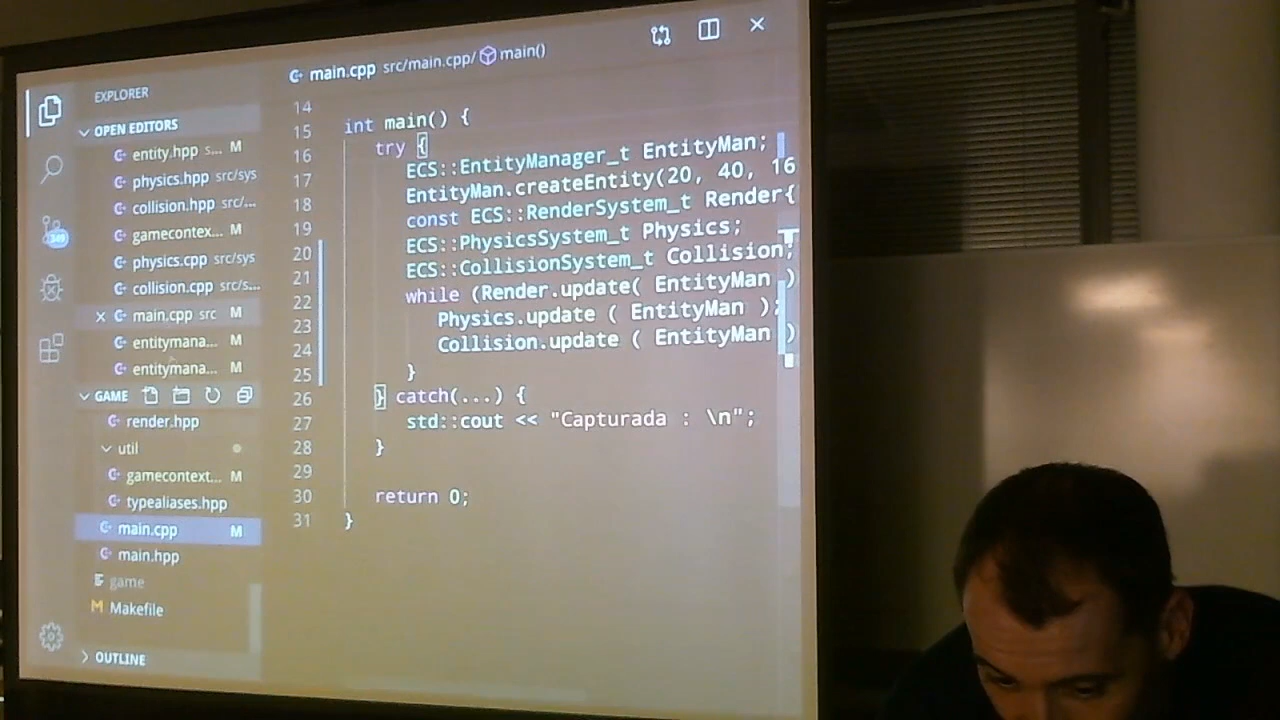 main.cpp src/main.cpp/ main()
EXPLORER
OPEN EDITORS
entity.hpp s... M
physics.hpp src/sys
collision.hpp src/...
gamecontex... M
physics.cpp src/sys
collision.cpp src/s...
main.cpp src M
entitymana... M
entitymana... M
GAME
render.hpp
util
gamecontext... M
typealiases.hpp
main.cpp M
main.hpp
game
Makefile
OUTLINE
14
15 int main() {
16 try {
17 ECS::EntityManager_t EntityMan;
18 EntityMan.createEntity(20, 40, 16
19 const ECS::RenderSystem_t Render{
20 ECS::PhysicsSystem_t Physics;
21 ECS::CollisionSystem_t Collision;
22 while (Render.update( EntityMan )
23 Physics.update ( EntityMan );
24 Collision.update ( EntityMan )
25 }
26 } catch(...) {
27 std::cout << "Capturada : \n";
28 }
29
30 return 0;
31 }